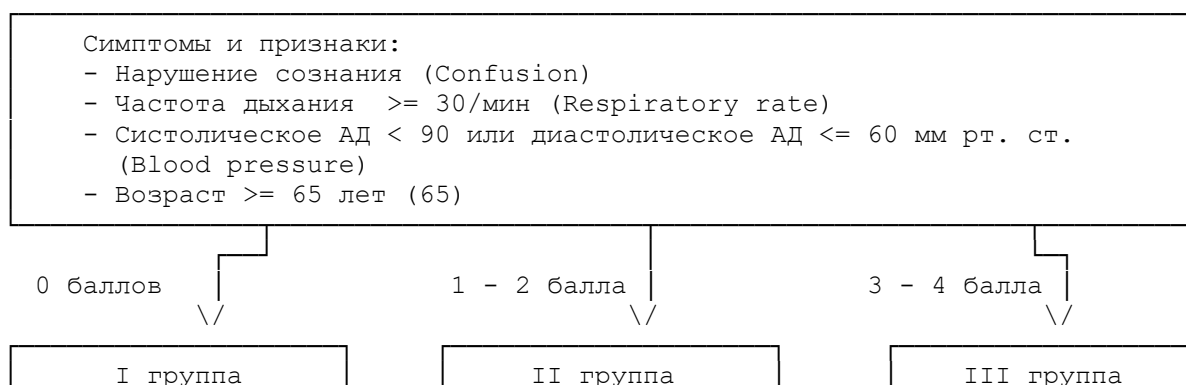 Симптомы и признаки:
- Нарушение сознания (Confusion)
- Частота дыхания  >= 30/мин (Respiratory rate)
- Систолическое АД < 90 или диастолическое АД <= 60 мм рт. ст.
(Blood pressure)
- Возраст >= 65 лет (65)
0 баллов 1 - 2 балла 3 - 4 балла
\/ \/ \/
I группа II группа III группа